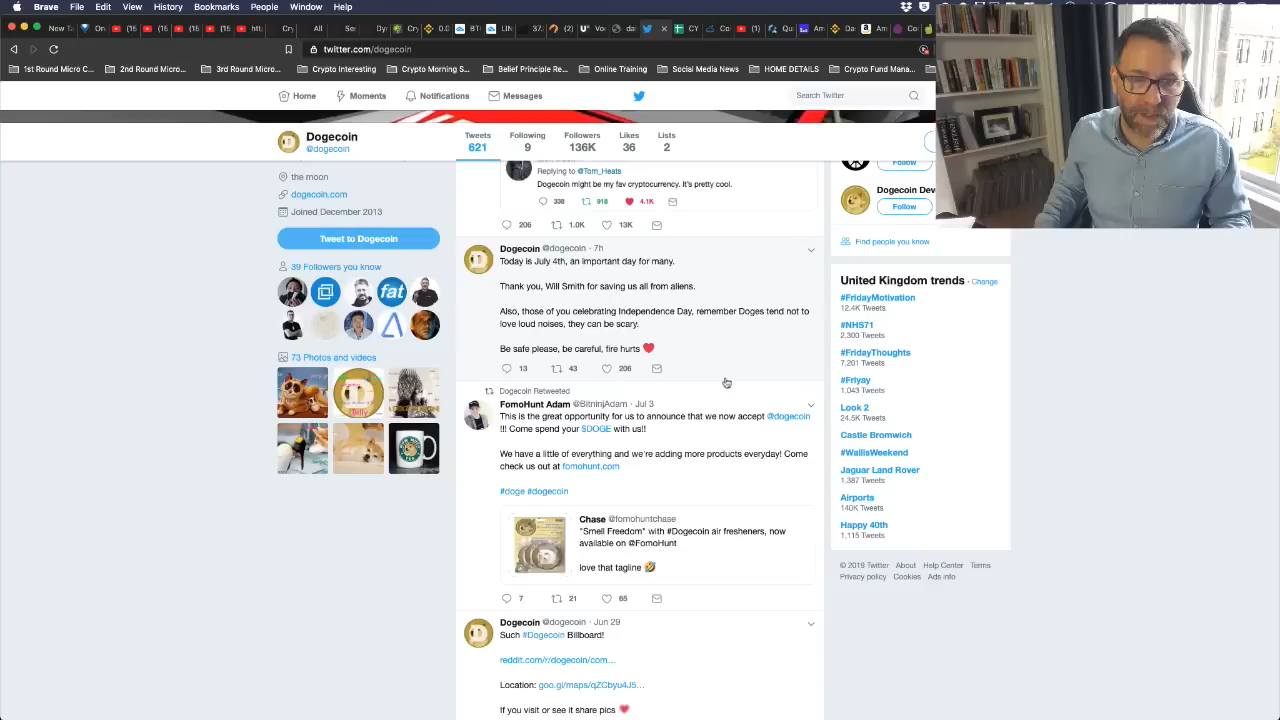 Brave File Edit View History Bookmarks People Window Help
New Ta
twitter.com/dogecoin
1st Round Micro C... 2nd Round Micro... 3rd Round Micro... Crypto Interesting Crypto Morning S... Belief Principle Re... Online Training Social Media News HOME DETAILS Crypto Fund Mana...
Home Moments Notifications Messages Search Twitter
Dogecoin
@dogecoin
Tweets Following Followers Likes Lists
621 9 136K 36 2
the moon
dogecoin.com
Joined December 2013
Tweet to Dogecoin
39 Followers you know
fat
73 Photos and videos
Billy
Replying to @Tom_Heats
Dogecoin might be my fav cryptocurrency. It's pretty cool.
338 918 4.1K
206 1.0K 13K
Dogecoin @dogecoin · 7h
Today is July 4th, an important day for many.
Thank you, Will Smith for saving us all from aliens.
Also, those of you celebrating Independence Day, remember Doges tend not to
love loud noises, they can be scary.
Be safe please, be careful, fire hurts
13 43 206
Dogecoin Retweeted
FomoHunt Adam @BitninjAdam · Jul 3
This is the great opportunity for us to announce that we now accept @dogecoin
!!! Come spend your $DOGE with us!!
We have a little of everything and we're adding more products everyday! Come
check us out at fomohunt.com
#doge #dogecoin
Chase @fomohuntchase
"Smell Freedom" with #Dogecoin air fresheners, now
available on @FomoHunt
love that tagline
7 21 65
Dogecoin @dogecoin · Jun 29
Such #Dogecoin Billboard!
reddit.com/r/dogecoin/com...
Location: goo.gl/maps/qZCbyu4J5...
If you visit or see it share pics
Follow
Dogecoin Dev
Follow
Find people you know
United Kingdom trends · Change
#FridayMotivation
12.4K Tweets
#NHS71
2,300 Tweets
#FridayThoughts
7,201 Tweets
#Friyay
1,043 Tweets
Look 2
24.5K Tweets
Castle Bromwich
#WallisWeekend
Jaguar Land Rover
1,387 Tweets
Airports
140K Tweets
Happy 40th
1,115 Tweets
© 2019 Twitter About Help Center Terms
Privacy policy Cookies Ads info